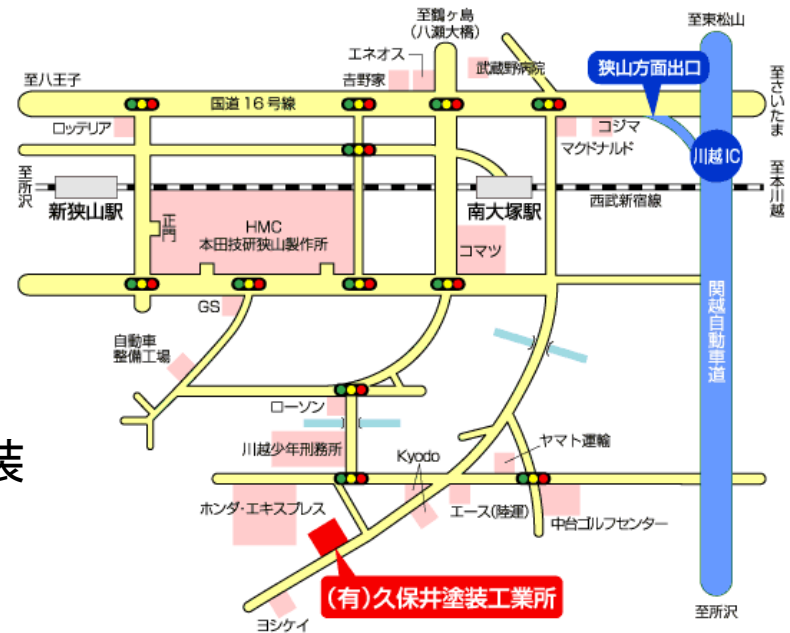 至鶴ヶ島
(八瀬大橋)
至東松山
エネオス
武蔵野病院
狭山方面出口
至八王子
吉野家
国道16号線
至さいたま
ロッテリア
コジマ
マクドナルド
川越IC
至所沢
至本川越
新狭山駅
南大塚駅
西武新宿線
正門
HMC
本田技研狭山製作所
コマツ
GS
関越自動車道
自動車
整備工場
ローソン
川越少年刑務所
Kyodo
ヤマト運輸
装
ホンダ・エキスプレス
エース(陸運)
中台ゴルフセンター
(有)久保井塗装工業所
至所沢
ヨシケイ